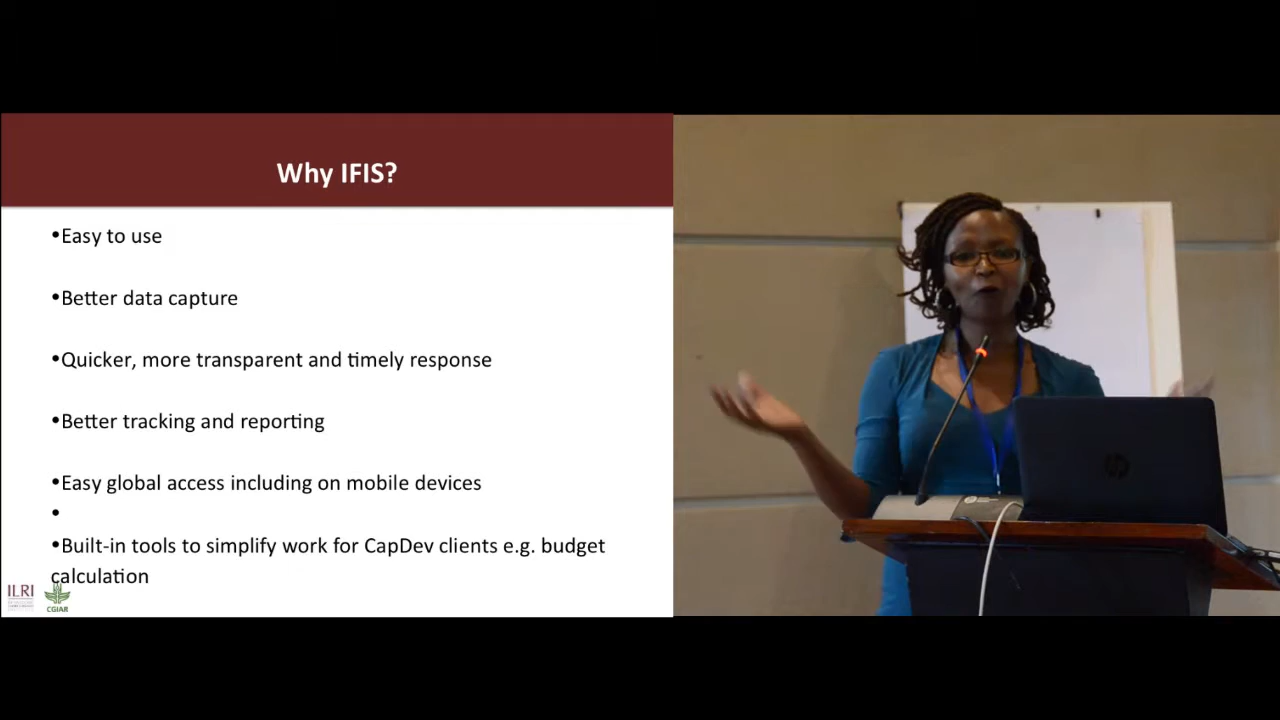 Why IFIS?
•Easy to use
•Better data capture
•Quicker, more transparent and timely response
•Better tracking and reporting
•Easy global access including on mobile devices
•
•Built-in tools to simplify work for CapDev clients e.g. budget
calculation
ILRI
CGIAR
hp